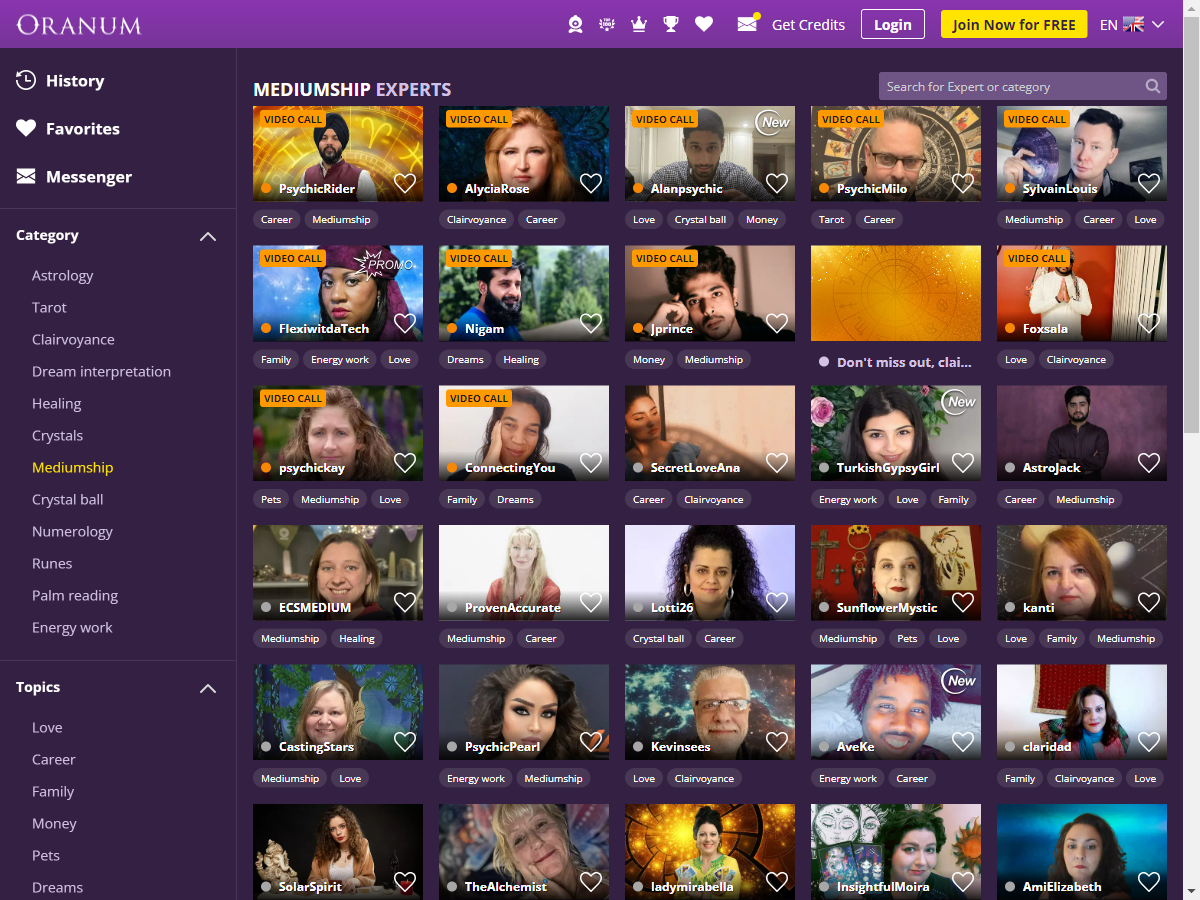 ORANUM
Get Credits
Login
Join Now for FREE
EN
History
Favorites
Messenger
Category
Astrology
Tarot
Clairvoyance
Dream interpretation
Healing
Crystals
Mediumship
Crystal ball
Numerology
Runes
Palm reading
Energy work
Topics
Love
Career
Family
Money
Pets
Dreams
MEDIUMSHIP EXPERTS
Search for Expert or category
VIDEO CALL
PsychicRider
Career Mediumship
VIDEO CALL
AlyciaRose
Clairvoyance Career
VIDEO CALL
New
Alanpsychic
Love Crystal ball Money
VIDEO CALL
PsychicMilo
Tarot Career
VIDEO CALL
SylvainLouis
Mediumship Career Love
VIDEO CALL
PROMO
FlexiwitdaTech
Family Energy work Love
VIDEO CALL
Nigam
Dreams Healing
VIDEO CALL
Jprince
Money Mediumship
Don't miss out, clai...
VIDEO CALL
Foxsala
Love Clairvoyance
VIDEO CALL
psychickay
Pets Mediumship Love
VIDEO CALL
ConnectingYou
Family Dreams
SecretLoveAna
Career Clairvoyance
New
TurkishGypsyGirl
Energy work Love Family
AstroJack
Career Mediumship
ECSMEDIUM
Mediumship Healing
ProvenAccurate
Mediumship Career
Lotti26
Crystal ball Career
SunflowerMystic
Mediumship Pets Love
kanti
Love Family Mediumship
CastingStars
Mediumship Love
PsychicPearl
Energy work Mediumship
Kevinsees
Love Clairvoyance
New
AveKe
Energy work Career
claridad
Family Clairvoyance Love
SolarSpirit
TheAlchemist
ladymirabella
InsightfulMoira
AmiElizabeth